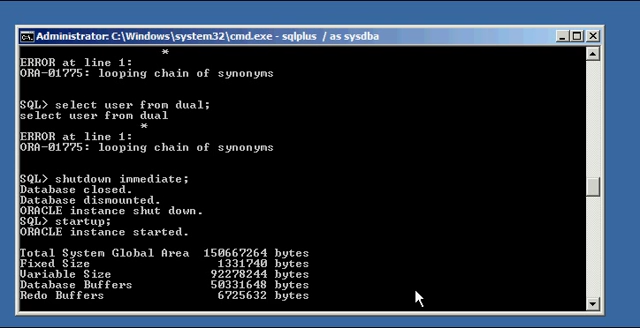 Administrator: C:\Windows\system32\cmd.exe - sqlplus / as sysdba
*
ERROR at line 1:
ORA-01775: looping chain of synonyms
SQL> select user from dual;
select user from dual
*
ERROR at line 1:
ORA-01775: looping chain of synonyms
SQL> shutdown immediate;
Database closed.
Database dismounted.
ORACLE instance shut down.
SQL> startup;
ORACLE instance started.
Total System Global Area 150667264 bytes
Fixed Size 1331740 bytes
Variable Size 92278244 bytes
Database Buffers 50331648 bytes
Redo Buffers 6725632 bytes